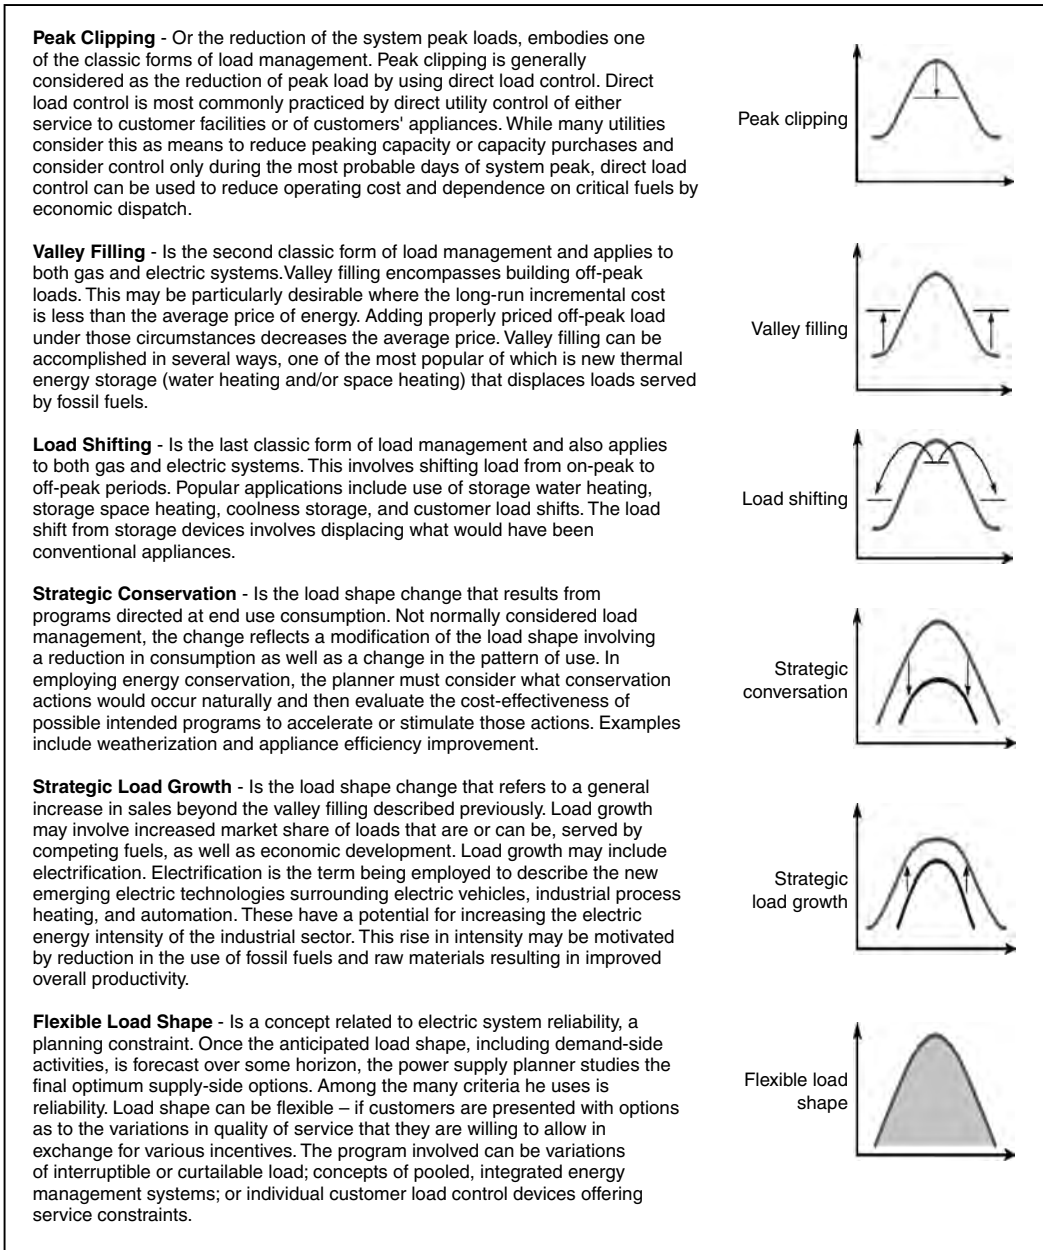 Peak Clipping - Or the reduction of the system peak loads, embodies one
of the classic forms of load management. Peak clipping is generally
considered as the reduction of peak load by using direct load control. Direct
load control is most commonly practiced by direct utility control of either
service to customer facilities or of customers' appliances. While many utilities
consider this as means to reduce peaking capacity or capacity purchases and
consider control only during the most probable days of system peak, direct load
control can be used to reduce operating cost and dependence on critical fuels by
economic dispatch.
Peak clipping
Valley Filling - Is the second classic form of load management and applies to
both gas and electric systems. Valley filling encompasses building off-peak
loads. This may be particularly desirable where the long-run incremental cost
is less than the average price of energy. Adding properly priced off-peak load
under those circumstances decreases the average price. Valley filling can be
accomplished in several ways, one of the most popular of which is new thermal
energy storage (water heating and/or space heating) that displaces loads served
by fossil fuels.
Valley filling
Load Shifting - Is the last classic form of load management and also applies
to both gas and electric systems. This involves shifting load from on-peak to
off-peak periods. Popular applications include use of storage water heating,
storage space heating, coolness storage, and customer load shifts. The load
shift from storage devices involves displacing what would have been
conventional appliances.
Load shifting
Strategic Conservation - Is the load shape change that results from
programs directed at end use consumption. Not normally considered load
management, the change reflects a modification of the load shape involving
a reduction in consumption as well as a change in the pattern of use. In
employing energy conservation, the planner must consider what conservation
actions would occur naturally and then evaluate the cost-effectiveness of
possible intended programs to accelerate or stimulate those actions. Examples
include weatherization and appliance efficiency improvement.
Strategic
conversation
Strategic Load Growth - Is the load shape change that refers to a general
increase in sales beyond the valley filling described previously. Load growth
may involve increased market share of loads that are or can be, served by
competing fuels, as well as economic development. Load growth may include
electrification. Electrification is the term being employed to describe the new
emerging electric technologies surrounding electric vehicles, industrial process
heating, and automation. These have a potential for increasing the electric
energy intensity of the industrial sector. This rise in intensity may be motivated
by reduction in the use of fossil fuels and raw materials resulting in improved
overall productivity.
Strategic
load growth
Flexible Load Shape - Is a concept related to electric system reliability, a
planning constraint. Once the anticipated load shape, including demand-side
activities, is forecast over some horizon, the power supply planner studies the
final optimum supply-side options. Among the many criteria he uses is
reliability. Load shape can be flexible – if customers are presented with options
as to the variations in quality of service that they are willing to allow in
exchange for various incentives. The program involved can be variations
of interruptible or curtailable load; concepts of pooled, integrated energy
management systems; or individual customer load control devices offering
service constraints.
Flexible load
shape